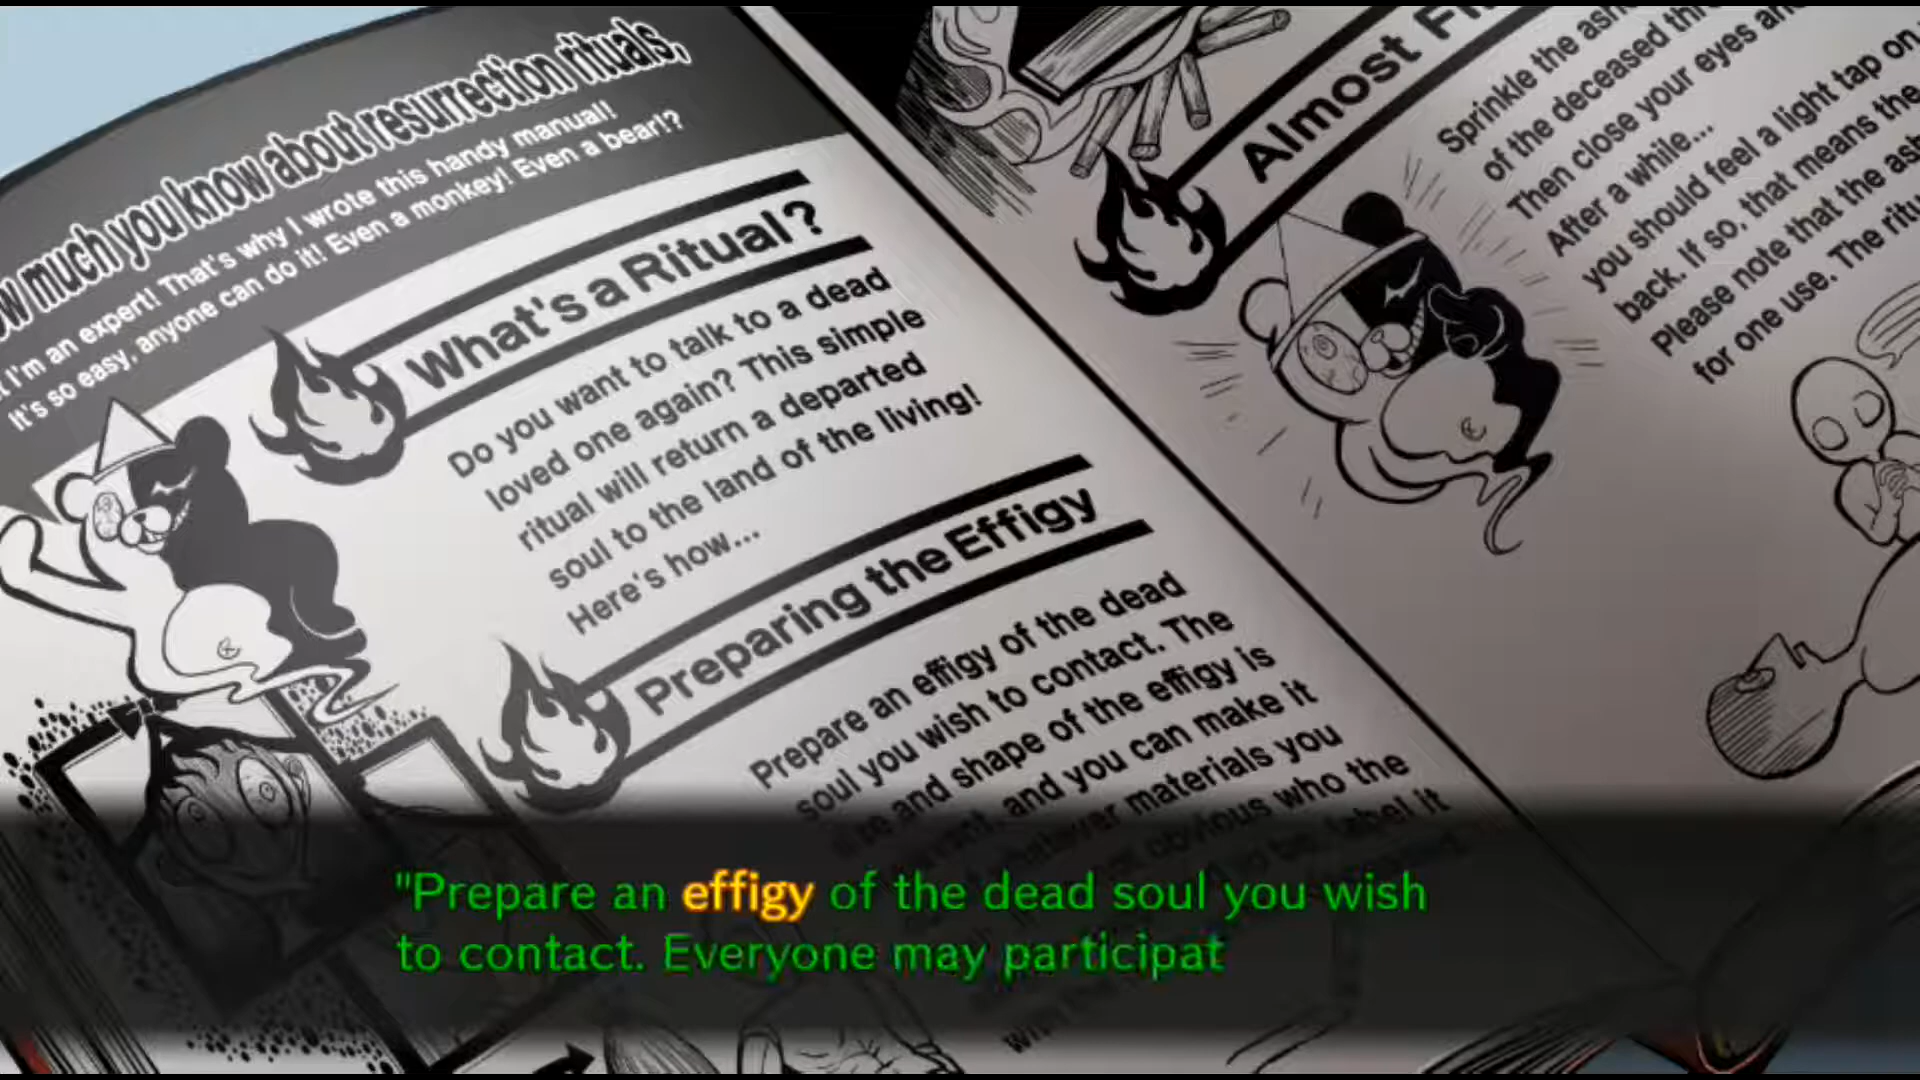 ow much you know about resurrection rituals,
t I'm an expert! That's why I wrote this handy manual!
It's so easy, anyone can do it! Even a monkey! Even a bear!?
What's a Ritual?
Do you want to talk to a dead
loved one again? This simple
ritual will return a departed
soul to the land of the living!
Here's how...
Preparing the Effigy
Prepare an effigy of the dead
soul you wish to contact. The
size and shape of the effigy is
and you can make it
whatever materials you
obvious who the
label it
Almost
Sprinkle the ash
of the deceased
Then close your eyes
After a while...
you should feel a light tap on
back. If so, that means the
Please note that the ash
for one use. The
"Prepare an effigy of the dead soul you wish
to contact. Everyone may participat